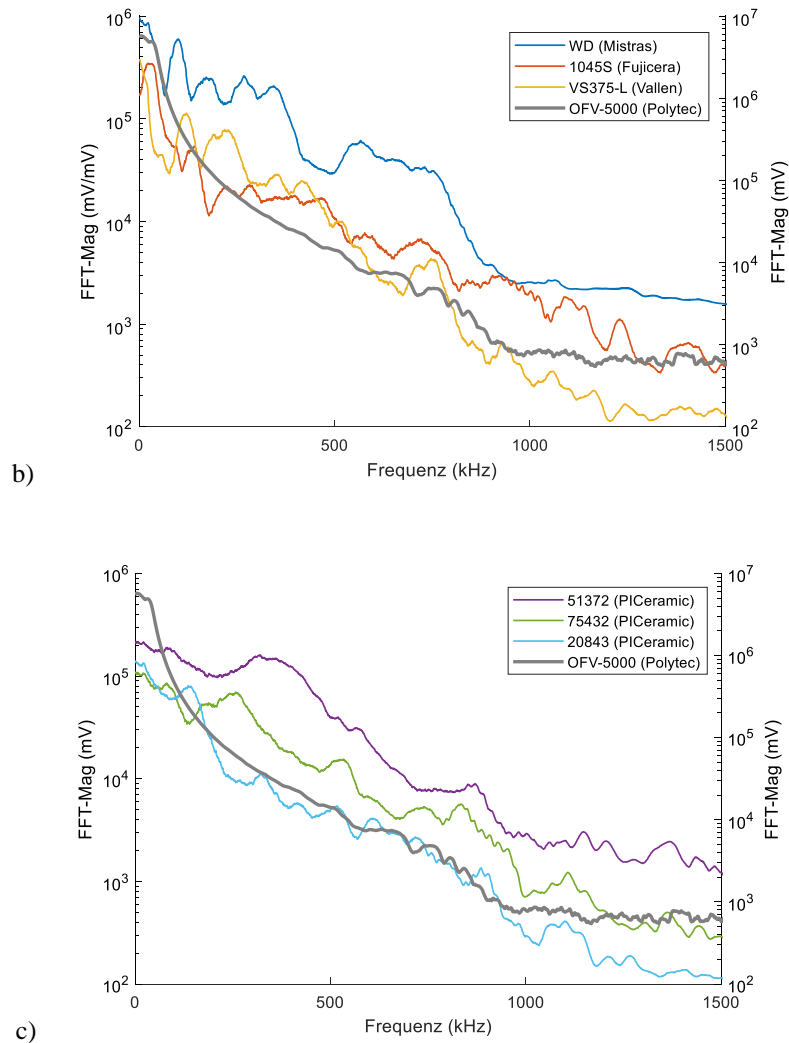 10^6
10^5
10^4
10^3
10^2
FFT-Mag (mV/mV)
WD (Mistras)
1045S (Fujicera)
VS375-L (Vallen)
OFV-5000 (Polytec)
10^7
10^6
10^5
10^4
10^3
10^2
FFT-Mag (mV)
0 500 1000 1500
Frequenz (kHz)
b)
10^6
10^5
10^4
10^3
10^2
FFT-Mag (mV)
51372 (PICeramic)
75432 (PICeramic)
20843 (PICeramic)
OFV-5000 (Polytec)
10^7
10^6
10^5
10^4
10^3
10^2
FFT-Mag (mV)
0 500 1000 1500
Frequenz (kHz)
c)